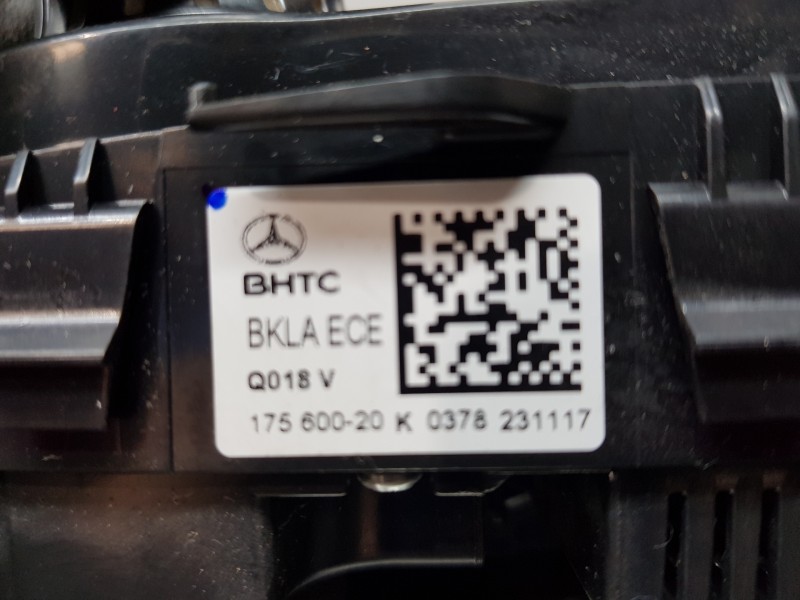 BHTC
BKLA ECE
Q018 V
175 600-20 K 0378 231117